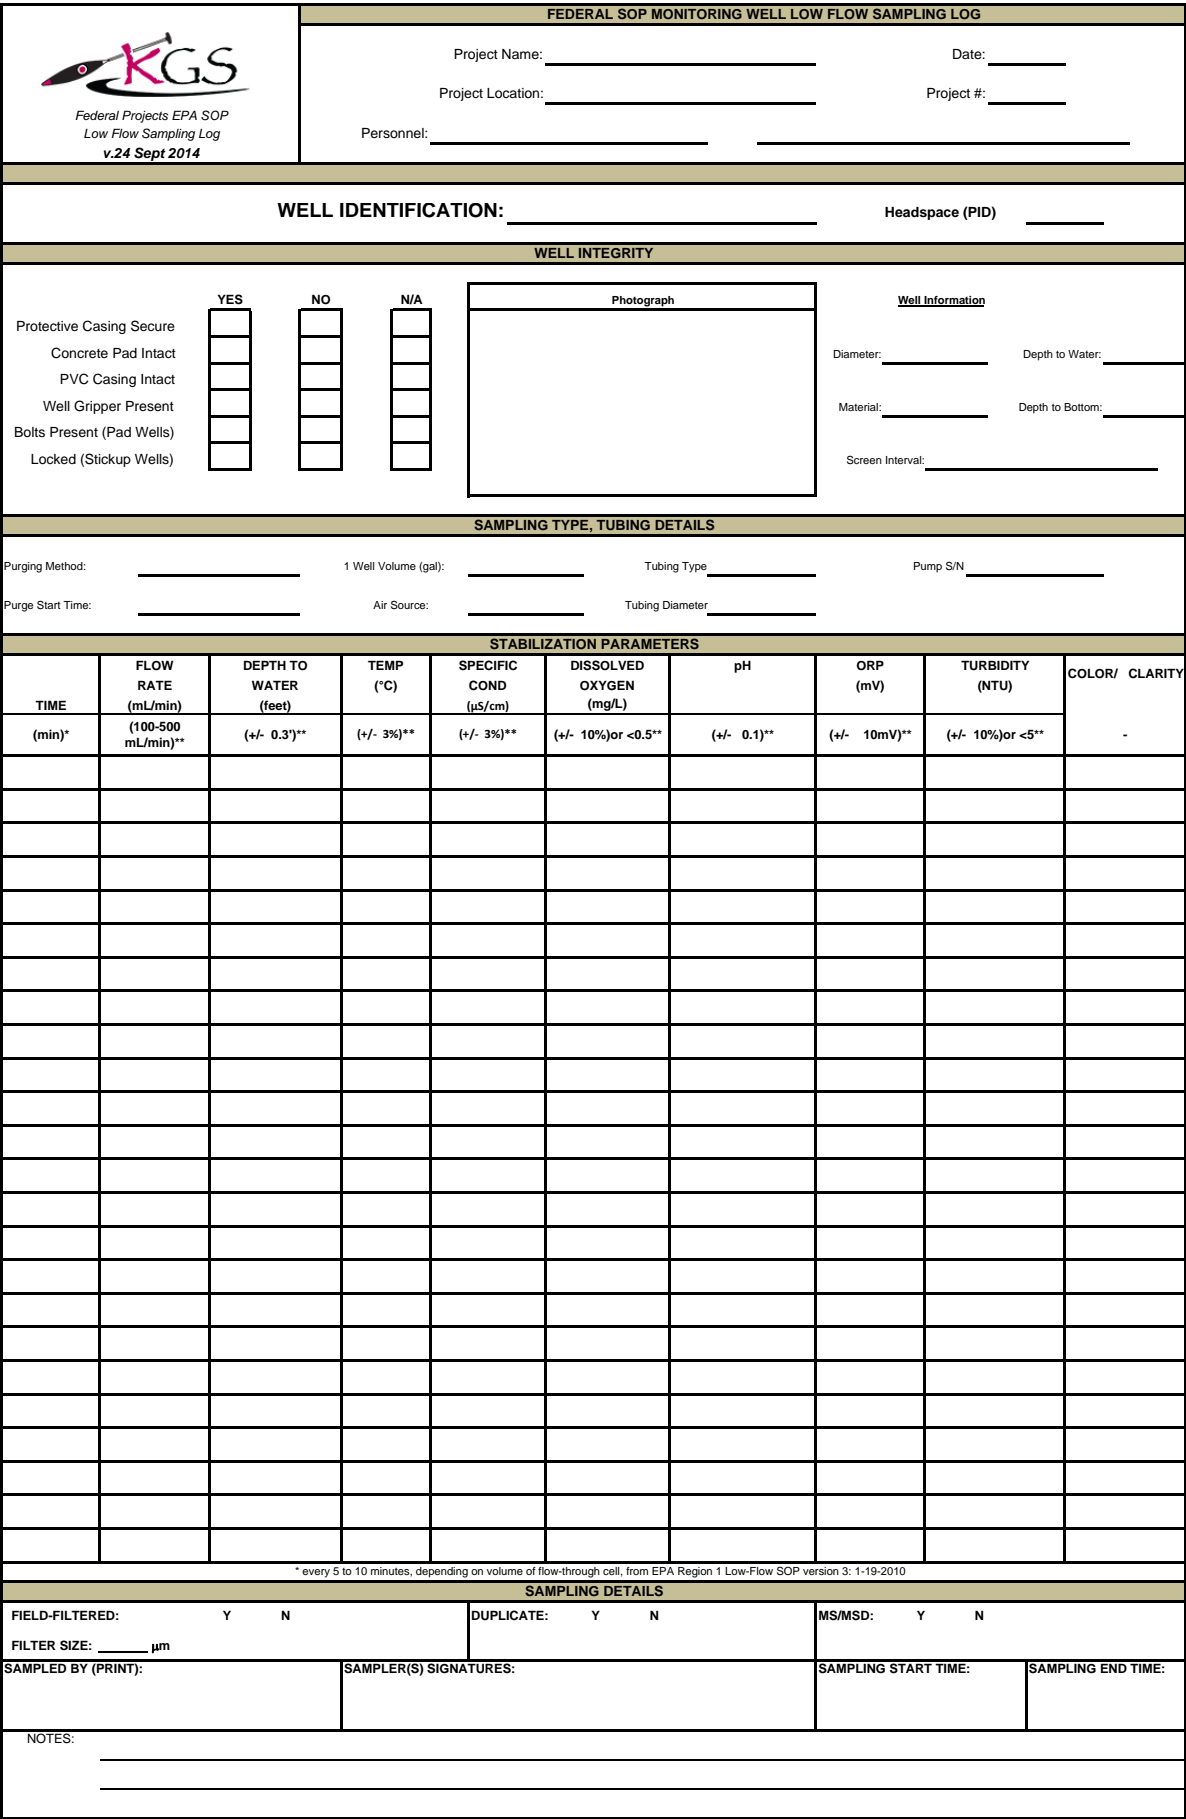 FEDERAL SOP MONITORING WELL LOW FLOW SAMPLING LOG
KGS
Federal Projects EPA SOP
Low Flow Sampling Log
v.24 Sept 2014
Project Name:
Date:
Project Location:
Project #:
Personnel:
WELL IDENTIFICATION:
Headspace (PID)
WELL INTEGRITY
YES NO N/A
Protective Casing Secure
Concrete Pad Intact
PVC Casing Intact
Well Gripper Present
Bolts Present (Pad Wells)
Locked (Stickup Wells)
Photograph
Well Information
Diameter: Depth to Water:
Material: Depth to Bottom:
Screen Interval:
SAMPLING TYPE, TUBING DETAILS
Purging Method: 1 Well Volume (gal): Tubing Type Pump S/N
Purge Start Time: Air Source: Tubing Diameter
STABILIZATION PARAMETERS
TIME
FLOW
RATE
(mL/min)
DEPTH TO
WATER
(feet)
TEMP
(°C)
SPECIFIC
COND
(µS/cm)
DISSOLVED
OXYGEN
(mg/L)
pH
ORP
(mV)
TURBIDITY
(NTU)
COLOR/ CLARITY
(min)*
(100-500
mL/min)**
(+/- 0.3')**
(+/- 3%)**
(+/- 3%)**
(+/- 10%)or <0.5**
(+/- 0.1)**
(+/- 10mV)**
(+/- 10%)or <5**
-
* every 5 to 10 minutes, depending on volume of flow-through cell, from EPA Region 1 Low-Flow SOP version 3: 1-19-2010
SAMPLING DETAILS
FIELD-FILTERED: Y N
FILTER SIZE: µm
DUPLICATE: Y N
MS/MSD: Y N
SAMPLED BY (PRINT):
SAMPLER(S) SIGNATURES:
SAMPLING START TIME:
SAMPLING END TIME:
NOTES: